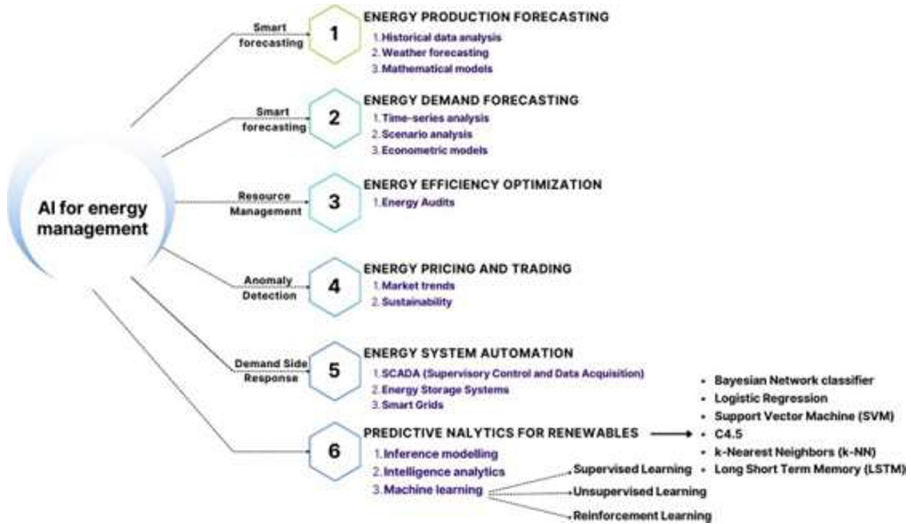 AI for energy
management
Smart
forecasting
1
ENERGY PRODUCTION FORECASTING
1. Historical data analysis
2. Weather forecasting
3. Mathematical models
Smart
forecasting
2
ENERGY DEMAND FORECASTING
1. Time-series analysis
2. Scenario analysis
3. Econometric models
Resource
Management
3
ENERGY EFFICIENCY OPTIMIZATION
1. Energy Audits
Anomaly
Detection
4
ENERGY PRICING AND TRADING
1. Market trends
2. Sustainability
Demand Side
Response
5
ENERGY SYSTEM AUTOMATION
1. SCADA (Supervisory Control and Data Acquisition)
2. Energy Storage Systems
3. Smart Grids
6
PREDICTIVE NALYTICS FOR RENEWABLES
1. Inference modelling
2. Intelligence analytics
3. Machine learning
Supervised Learning
Unsupervised Learning
Reinforcement Learning
• Bayesian Network classifier
• Logistic Regression
• Support Vector Machine (SVM)
• C4.5
• k-Nearest Neighbors (k-NN)
• Long Short Term Memory (LSTM)